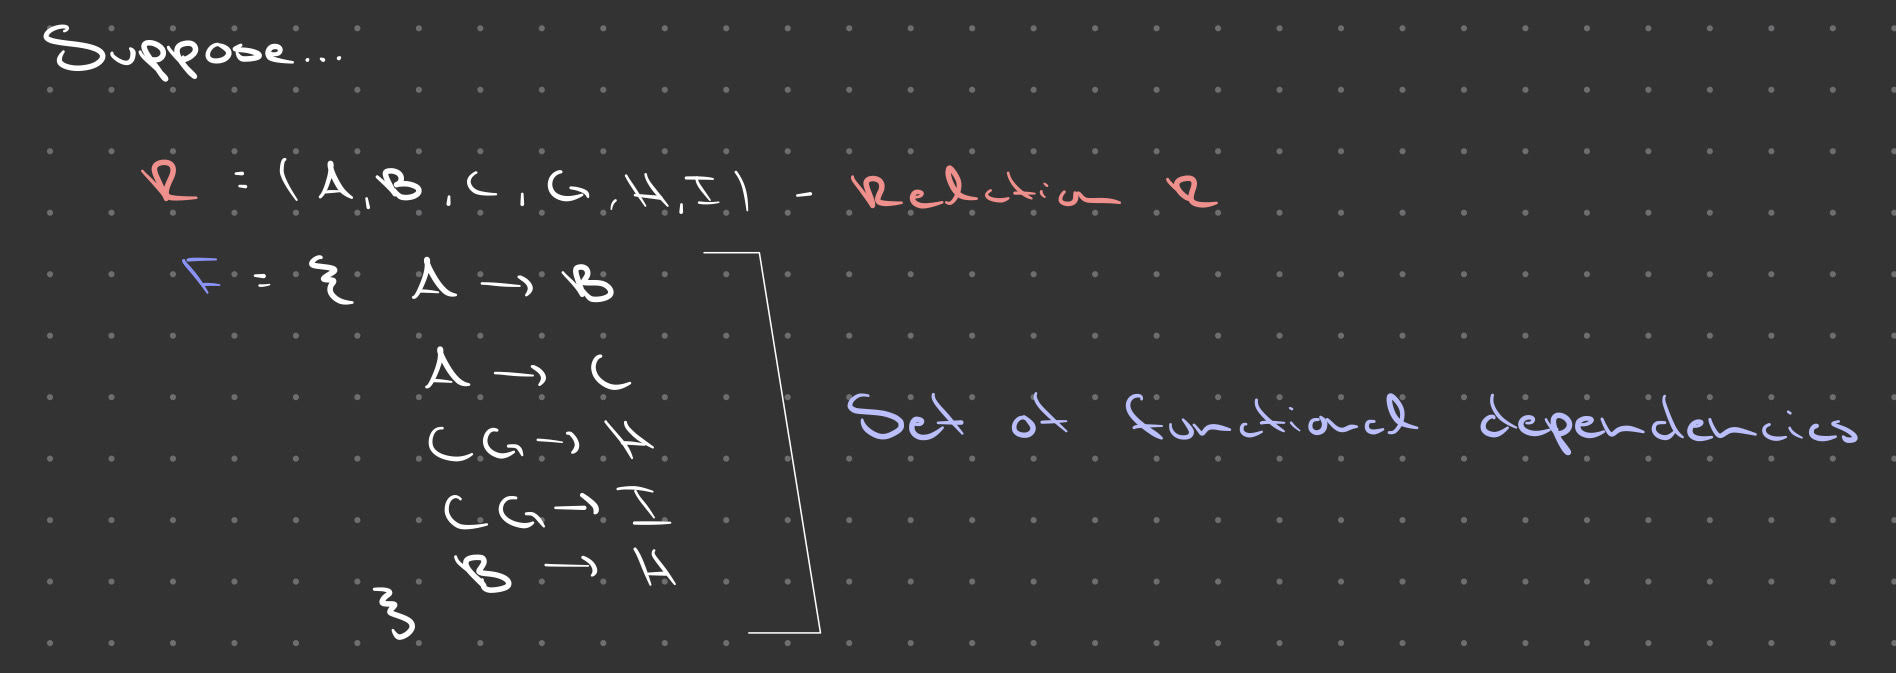 Suppose...
R = (A, B, C, G, H, I) - Relation R
F = { A → B
A → C
CG → H
CG → I
B → H
}
Set of functional dependencies